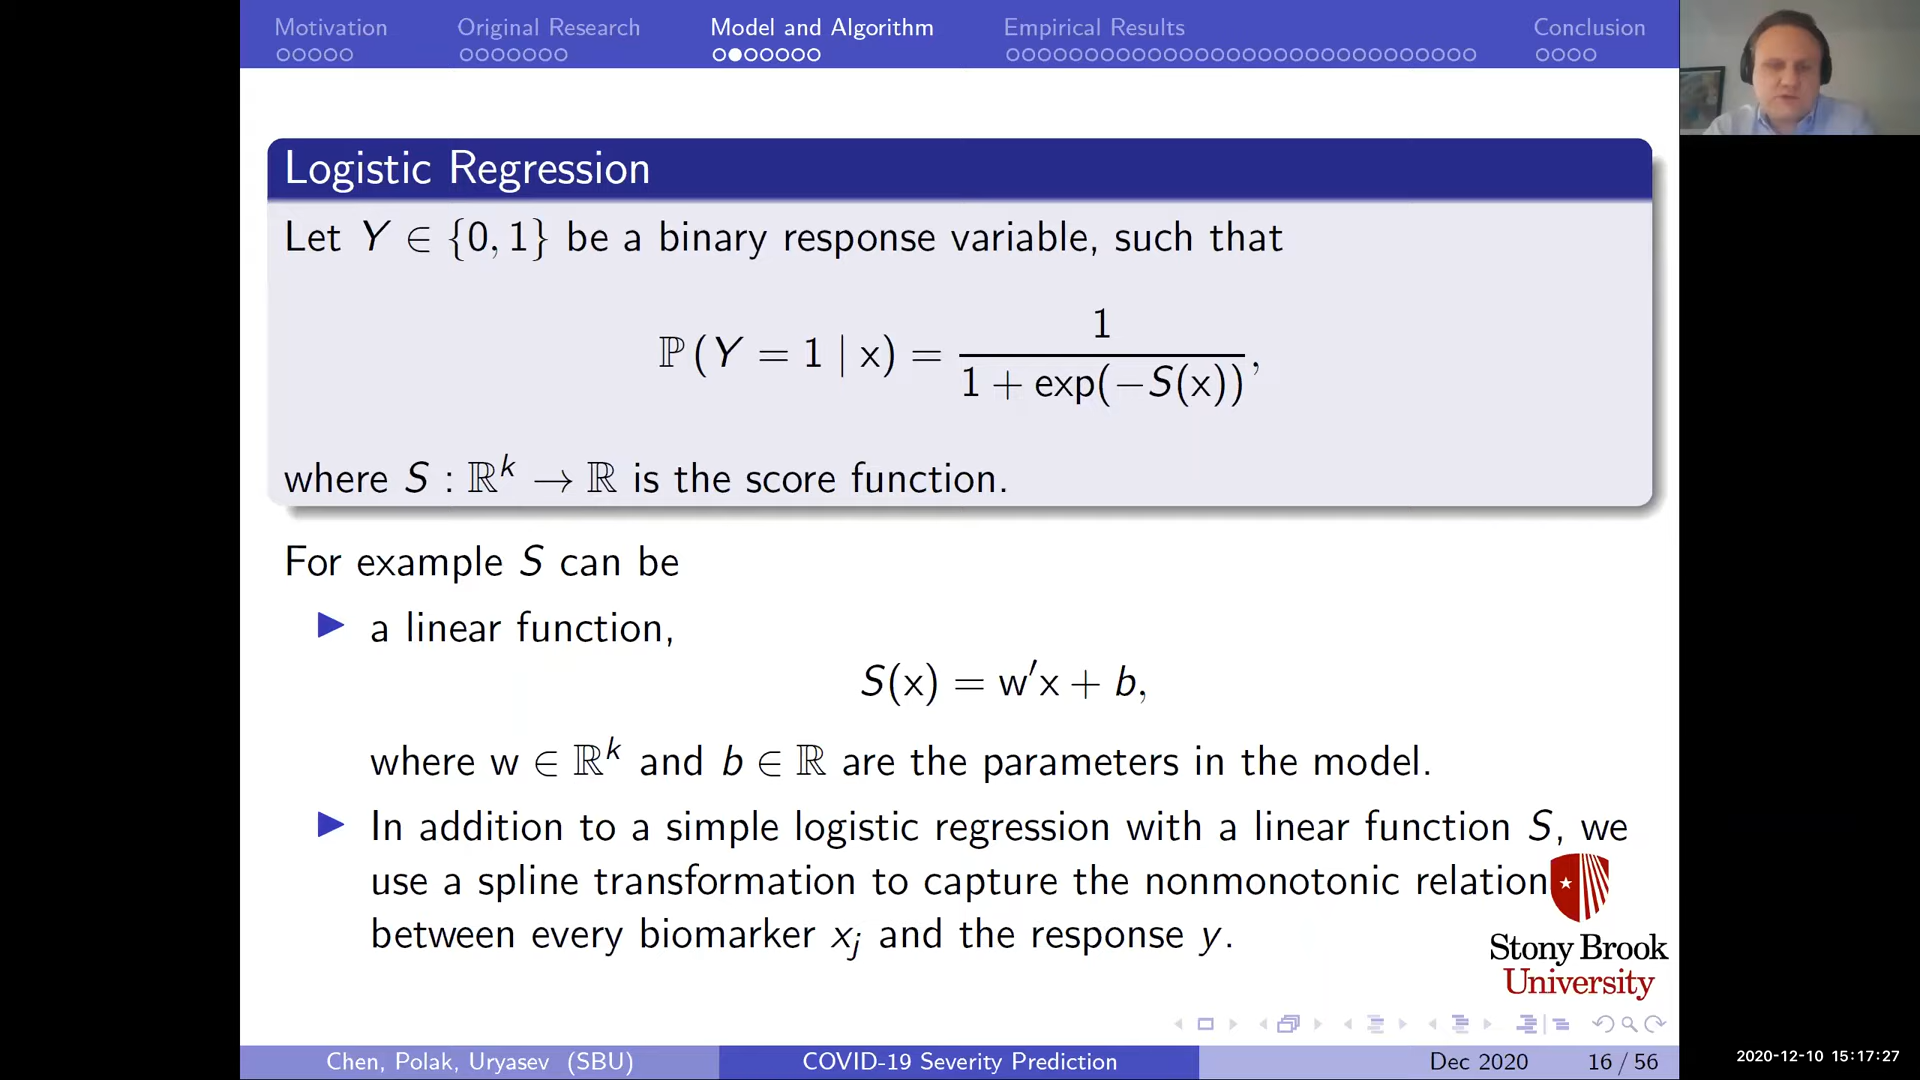 Motivation Original Research Model and Algorithm Empirical Results Conclusion
Logistic Regression
Let Y ∈ {0, 1} be a binary response variable, such that
ℙ(Y = 1 | x) = 1 / (1 + exp(−S(x))),
where S : ℝ^k → ℝ is the score function.
For example S can be
a linear function,
S(x) = w′x + b,
where w ∈ ℝ^k and b ∈ ℝ are the parameters in the model.
In addition to a simple logistic regression with a linear function S, we
use a spline transformation to capture the nonmonotonic relation
between every biomarker x_j and the response y.
Stony Brook
University
Chen, Polak, Uryasev (SBU) COVID-19 Severity Prediction Dec 2020 16 / 56
2020-12-10 15:17:27